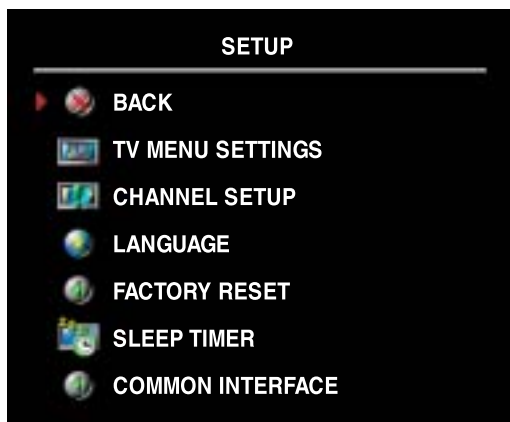 SETUP
BACK
TV MENU SETTINGS
CHANNEL SETUP
LANGUAGE
FACTORY RESET
SLEEP TIMER
COMMON INTERFACE